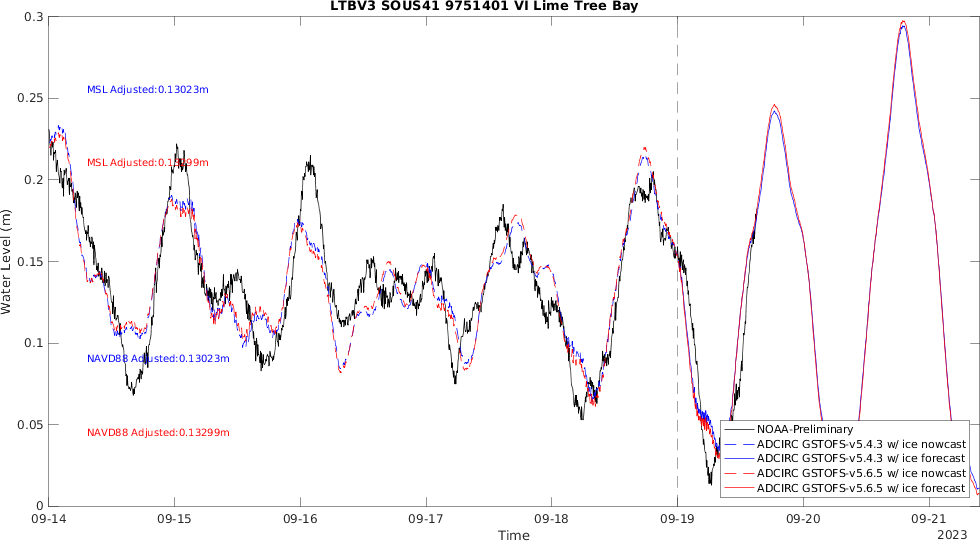 LTBV3 SOUS41 9751401 VI Lime Tree Bay
0.3
0.25
0.2
0.15
0.1
0.05
0
Water Level (m)
MSL Adjusted:0.13023m
MSL Adjusted:0.13299m
NAVD88 Adjusted:0.13023m
NAVD88 Adjusted:0.13299m
NOAA-Preliminary
ADCIRC GSTOFS-v5.4.3 w/ ice nowcast
ADCIRC GSTOFS-v5.4.3 w/ ice forecast
ADCIRC GSTOFS-v5.6.5 w/ ice nowcast
ADCIRC GSTOFS-v5.6.5 w/ ice forecast
09-14 09-15 09-16 09-17 09-18 09-19 09-20 09-21
Time
2023